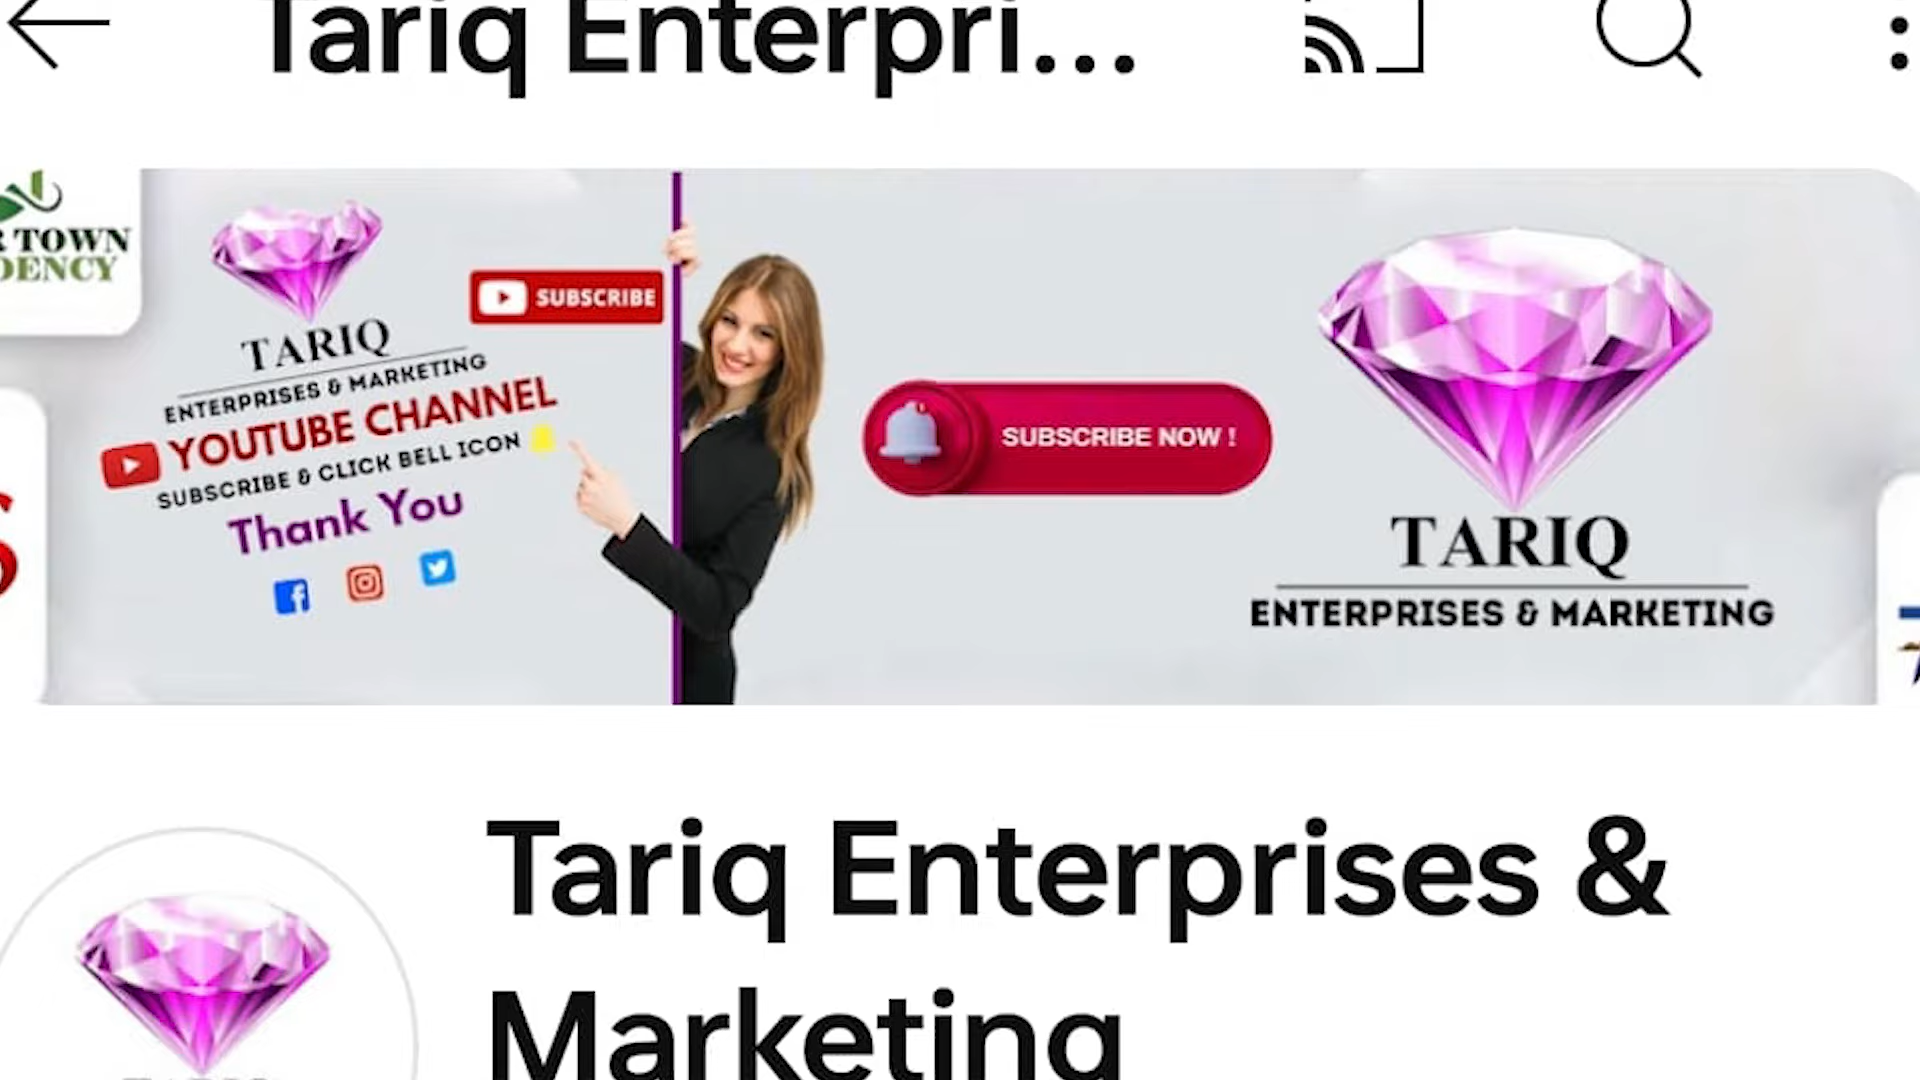 Tariq Enterpri...
TOWN
TARIQ
ENTERPRISES & MARKETING
YOUTUBE CHANNEL
SUBSCRIBE & CLICK BELL ICON
Thank You
SUBSCRIBE
SUBSCRIBE NOW !
TARIQ
ENTERPRISES & MARKETING
Tariq Enterprises &
Marketing